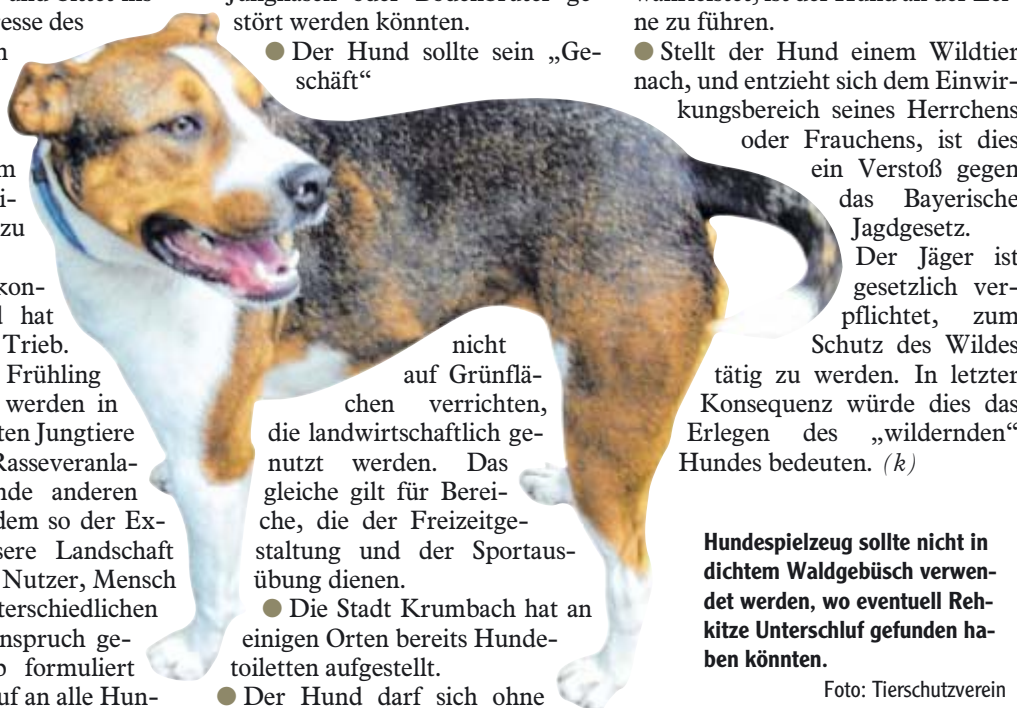 resse des
n
m
i-
zu
kon-
d hat
Trieb.
Frühling
werden in
ten Jungtiere
Rasseveranla-
nde anderen
dem so der Ex-
sere Landschaft
Nutzer, Mensch
terschiedlichen
nspruch ge-
b formuliert
uf an alle Hun-
stört werden könnten.
● Der Hund sollte sein „Ge-
schäft“
nicht
auf Grünflä-
chen verrichten,
die landwirtschaftlich ge-
nutzt werden. Das
gleiche gilt für Berei-
che, die der Freizeitge-
staltung und der Sportaus-
übung dienen.
● Die Stadt Krumbach hat an
einigen Orten bereits Hunde-
toiletten aufgestellt.
● Der Hund darf sich ohne
ne zu führen.
● Stellt der Hund einem Wildtier
nach, und entzieht sich dem Einwir-
kungsbereich seines Herrchens
oder Frauchens, ist dies
ein Verstoß gegen
das Bayerische
Jagdgesetz.
Der Jäger ist
gesetzlich ver-
pflichtet, zum
Schutz des Wildes
tätig zu werden. In letzter
Konsequenz würde dies das
Erlegen des „wildernden“
Hundes bedeuten. (k)
Hundespielzeug sollte nicht in
dichtem Waldgebüsch verwen-
det werden, wo eventuell Reh-
kitze Unterschluf gefunden ha-
ben könnten.
Foto: Tierschutzverein